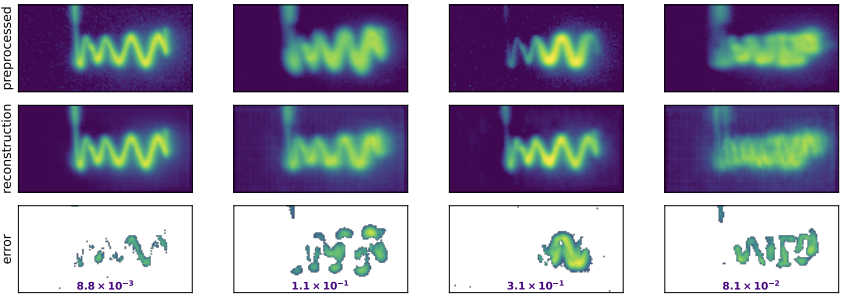 preprocessed
reconstruction
error
8.8 × 10⁻³
1.1 × 10⁻¹
3.1 × 10⁻¹
8.1 × 10⁻²